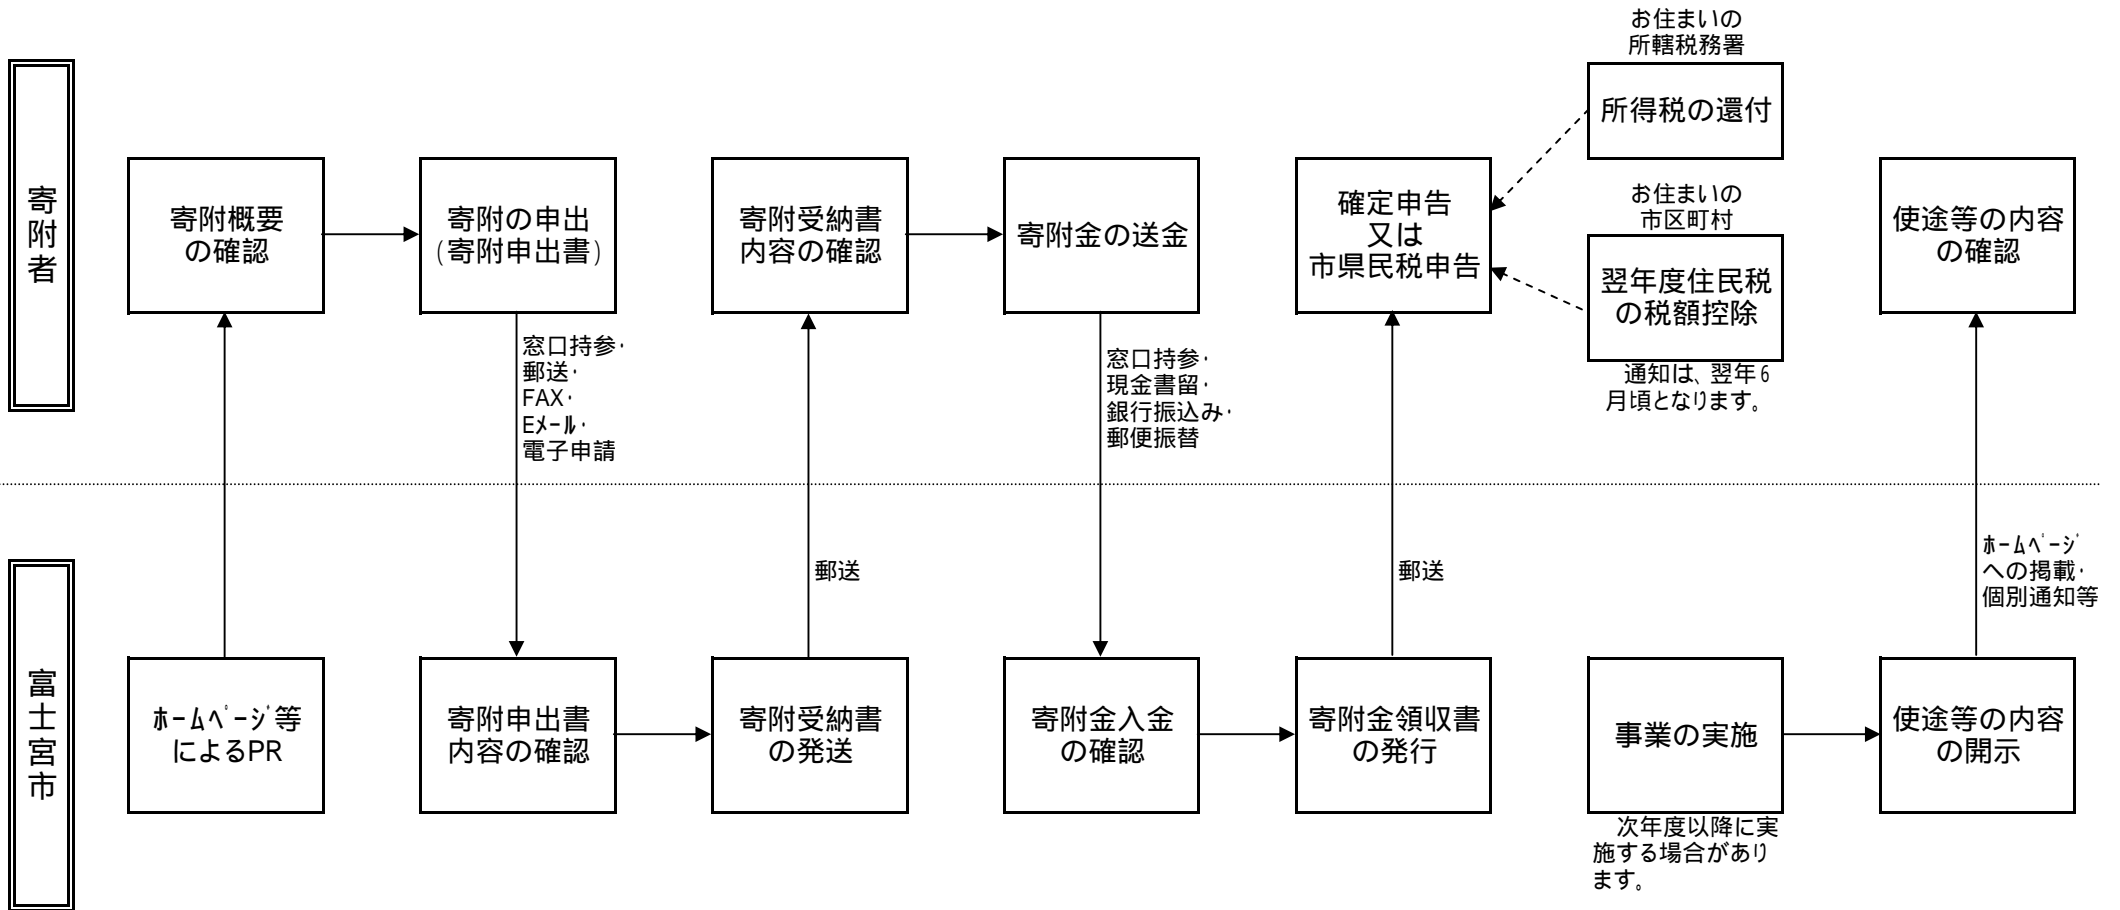 寄附者
寄附概要
の確認
寄附の申出
(寄附申出書)
窓口持参・
郵送・
FAX・
Eﾒｰﾙ・
電子申請
寄附受納書
内容の確認
郵送
寄附金の送金
窓口持参・
現金書留・
銀行振込み・
郵便振替
確定申告
又は
市県民税申告
郵送
お住まいの
所轄税務署
所得税の還付
お住まいの
市区町村
翌年度住民税
の税額控除
通知は、翌年6
月頃となります。
使途等の内容
の確認
ﾎｰﾑﾍﾟｰｼﾞ
への掲載・
個別通知等
富士宮市
ﾎｰﾑﾍﾟｰｼﾞ等
によるPR
寄附申出書
内容の確認
寄附受納書
の発送
寄附金入金
の確認
寄附金領収書
の発行
事業の実施
次年度以降に実
施する場合があり
ます。
使途等の内容
の開示